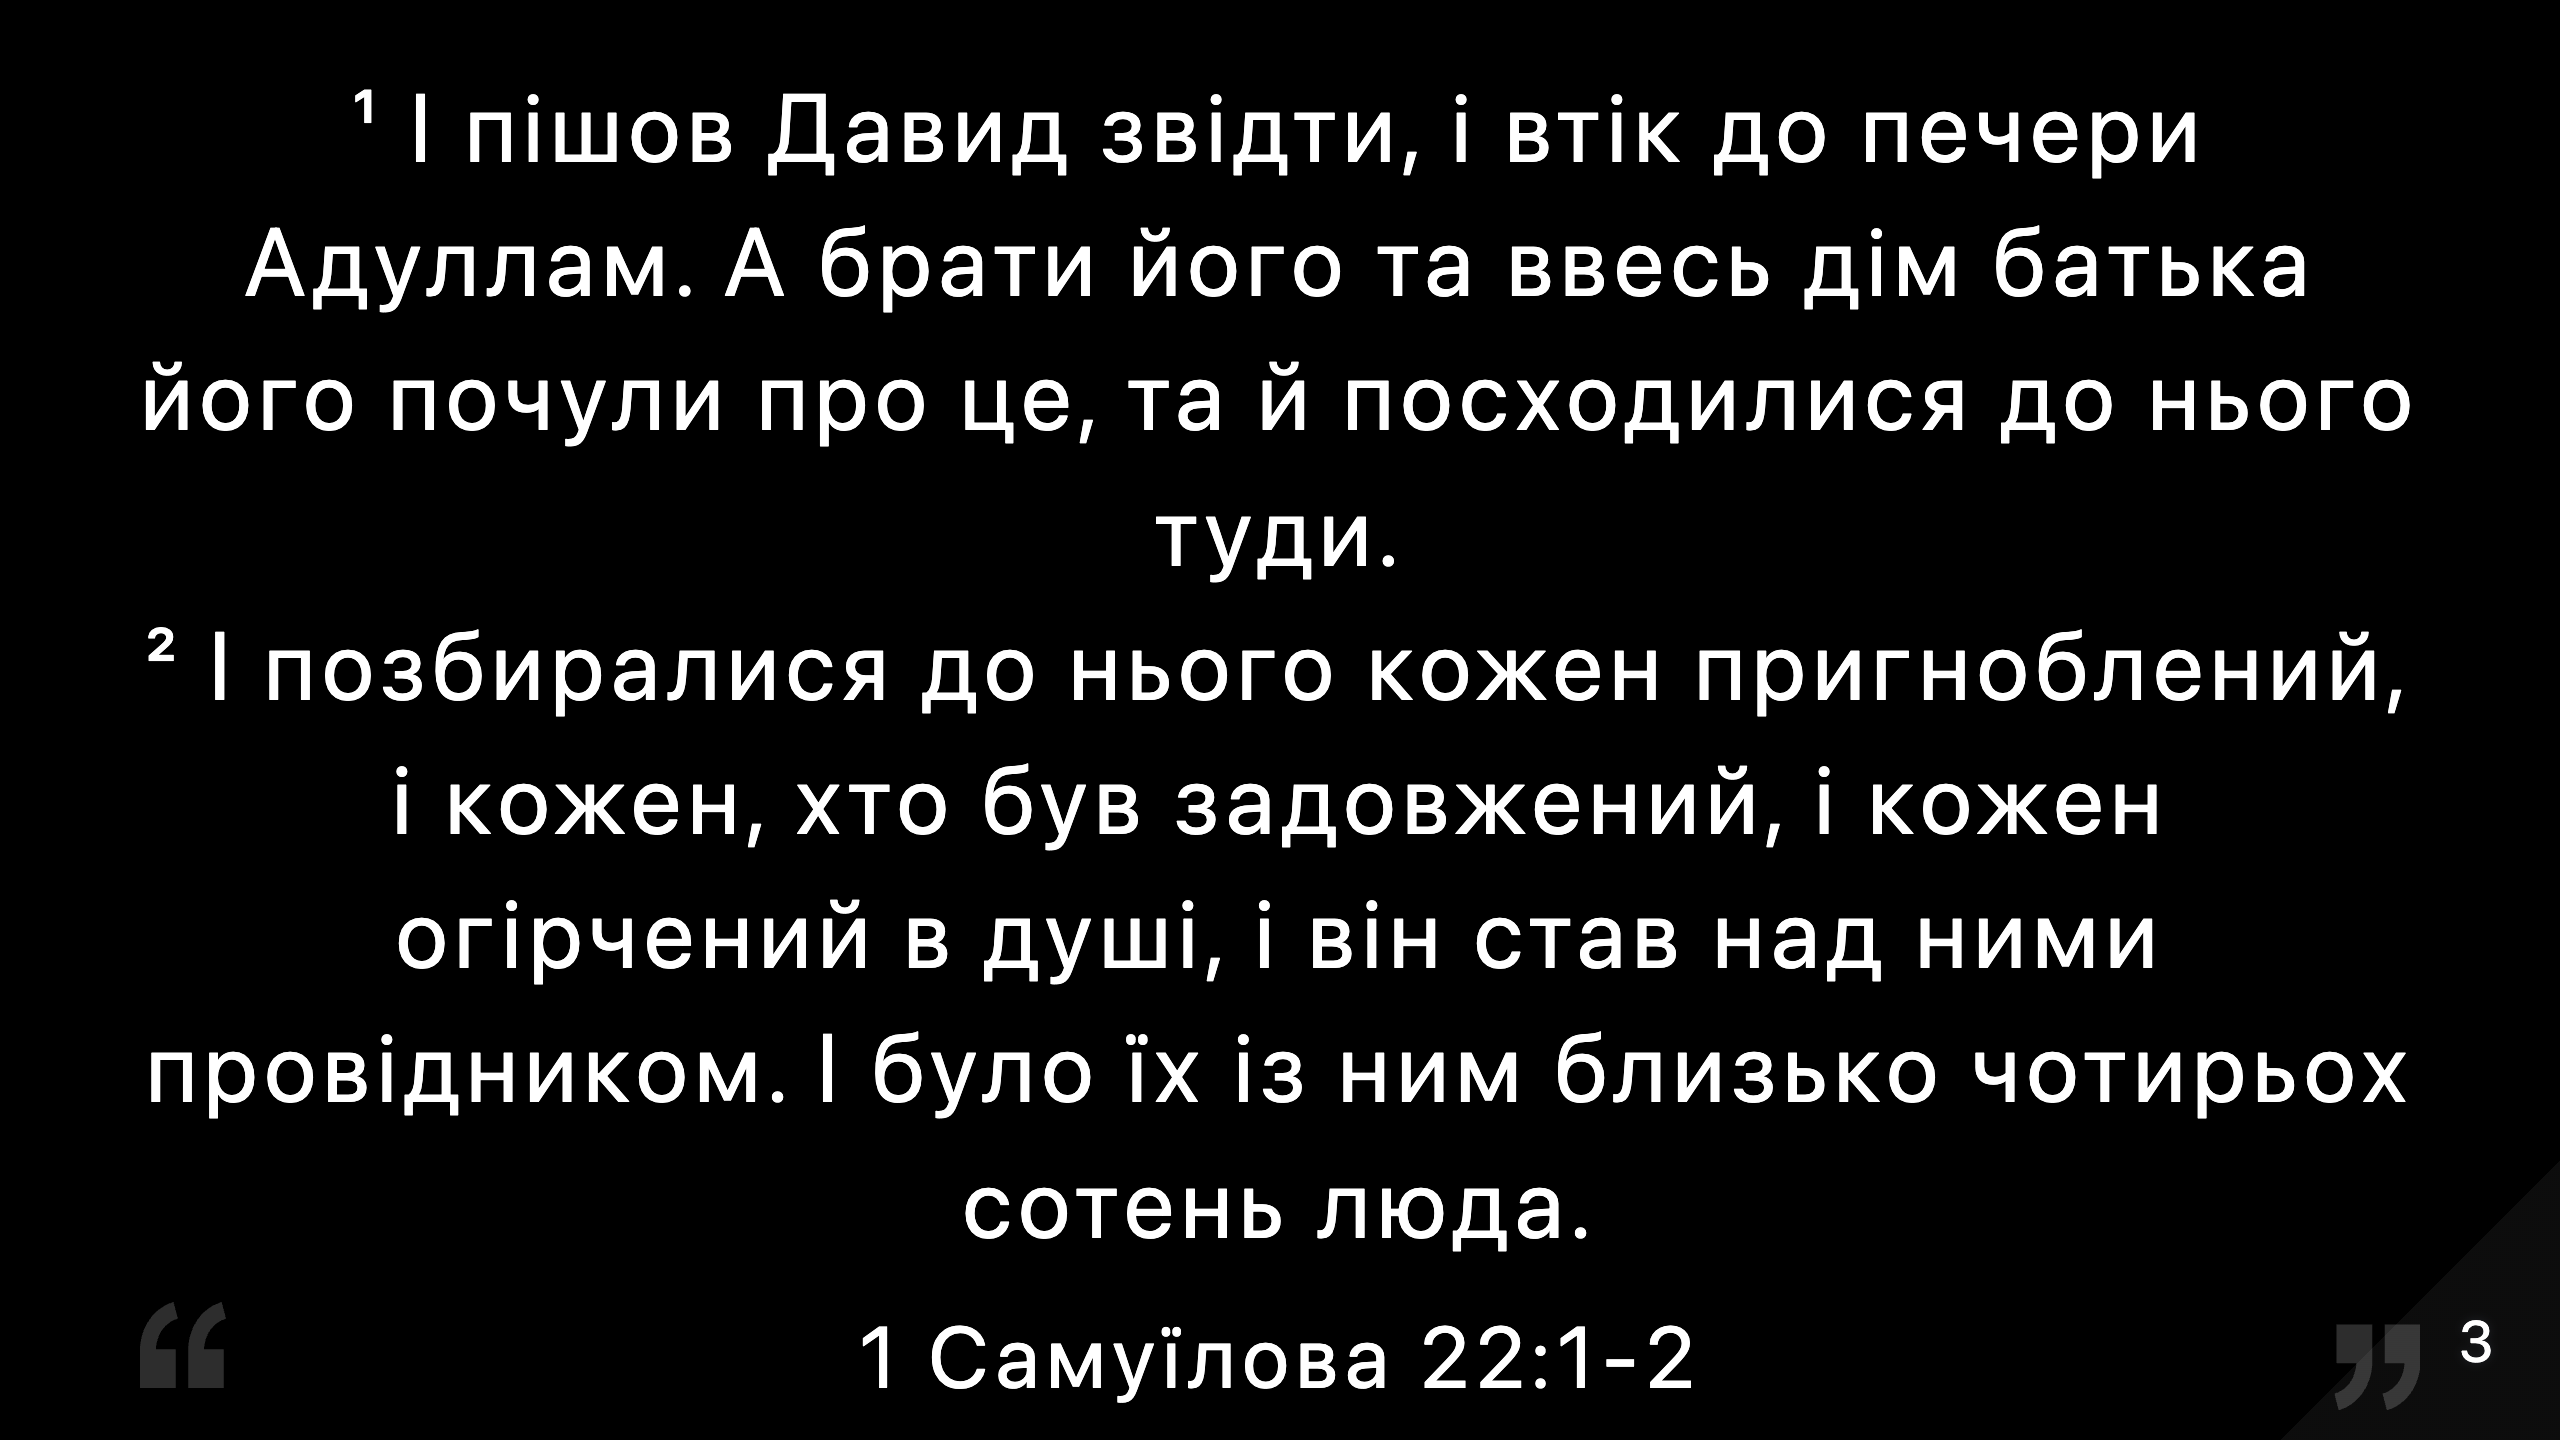 ¹ І пішов Давид звідти, і втік до печери
Адуллам. А брати його та ввесь дім батька
його почули про це, та й посходилися до нього
туди.
² І позбиралися до нього кожен пригноблений,
і кожен, хто був задовжений, і кожен
огірчений в душі, і він став над ними
провідником. І було їх із ним близько чотирьох
сотень люда.
1 Самуїлова 22:1-2
“ ”
3